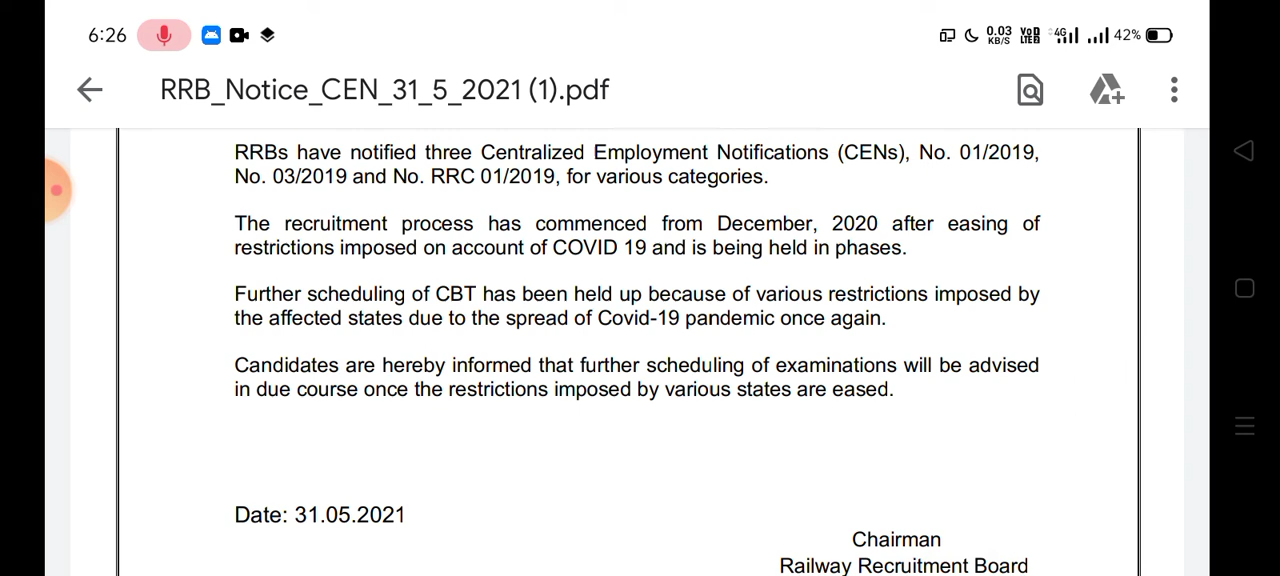 6:26
0.03
KB/S
VoD
LTE2
4G
42%
RRB_Notice_CEN_31_5_2021 (1).pdf
RRBs have notified three Centralized Employment Notifications (CENs), No. 01/2019,
No. 03/2019 and No. RRC 01/2019, for various categories.
The recruitment process has commenced from December, 2020 after easing of
restrictions imposed on account of COVID 19 and is being held in phases.
Further scheduling of CBT has been held up because of various restrictions imposed by
the affected states due to the spread of Covid-19 pandemic once again.
Candidates are hereby informed that further scheduling of examinations will be advised
in due course once the restrictions imposed by various states are eased.
Date: 31.05.2021
Chairman
Railway Recruitment Board